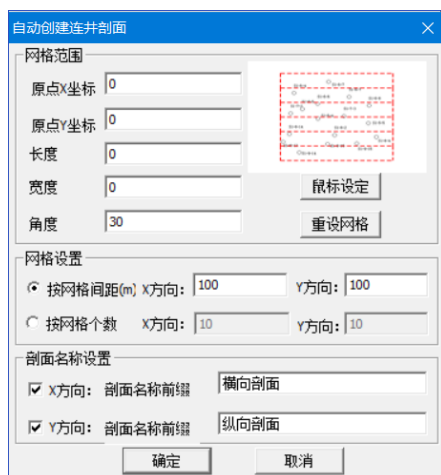 自动创建连井剖面
网格范围
原点X坐标 0
原点Y坐标 0
长度 0
宽度 0
鼠标设定
角度 30
重设网格
网格设置
按网格间距(m) X方向: 100 Y方向: 100
按网格个数 X方向: 10 Y方向: 10
剖面名称设置
X方向: 剖面名称前缀 横向剖面
Y方向: 剖面名称前缀 纵向剖面
确定 取消